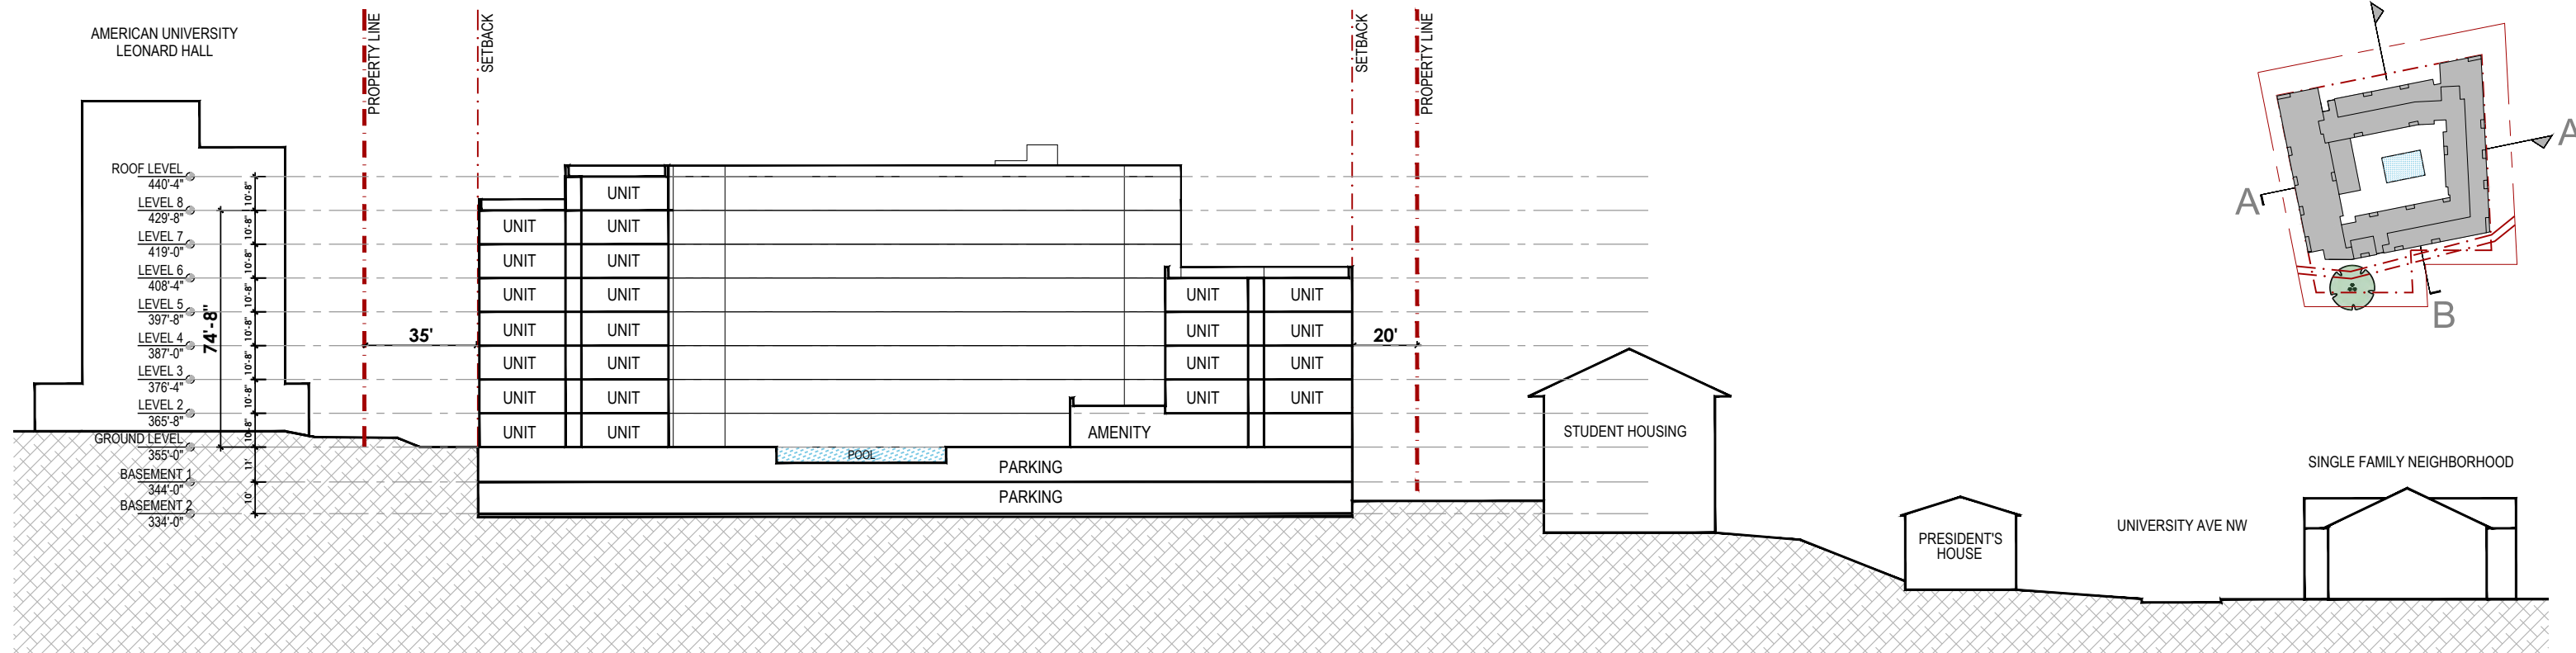 AMERICAN UNIVERSITY
LEONARD HALL
PROPERTY LINE
SETBACK
SETBACK
PROPERTY LINE
ROOF LEVEL
440'-4"
LEVEL 8
429'-8"
LEVEL 7
419'-0"
LEVEL 6
408'-4"
LEVEL 5
397'-8"
LEVEL 4
387'-0"
LEVEL 3
376'-4"
LEVEL 2
365'-8"
GROUND LEVEL
355'-0"
BASEMENT 1
344'-0"
BASEMENT 2
334'-0"
74'-8"
10'-8"
10'-8"
10'-8"
10'-8"
10'-8"
10'-8"
10'-8"
10'-8"
11'
10'
35'
20'
UNIT
UNIT UNIT
UNIT UNIT
UNIT UNIT UNIT UNIT
UNIT UNIT UNIT UNIT
UNIT UNIT UNIT UNIT
UNIT UNIT UNIT UNIT
UNIT UNIT AMENITY
POOL
PARKING
PARKING
STUDENT HOUSING
PRESIDENT'S
HOUSE
UNIVERSITY AVE NW
SINGLE FAMILY NEIGHBORHOOD
A
A
B